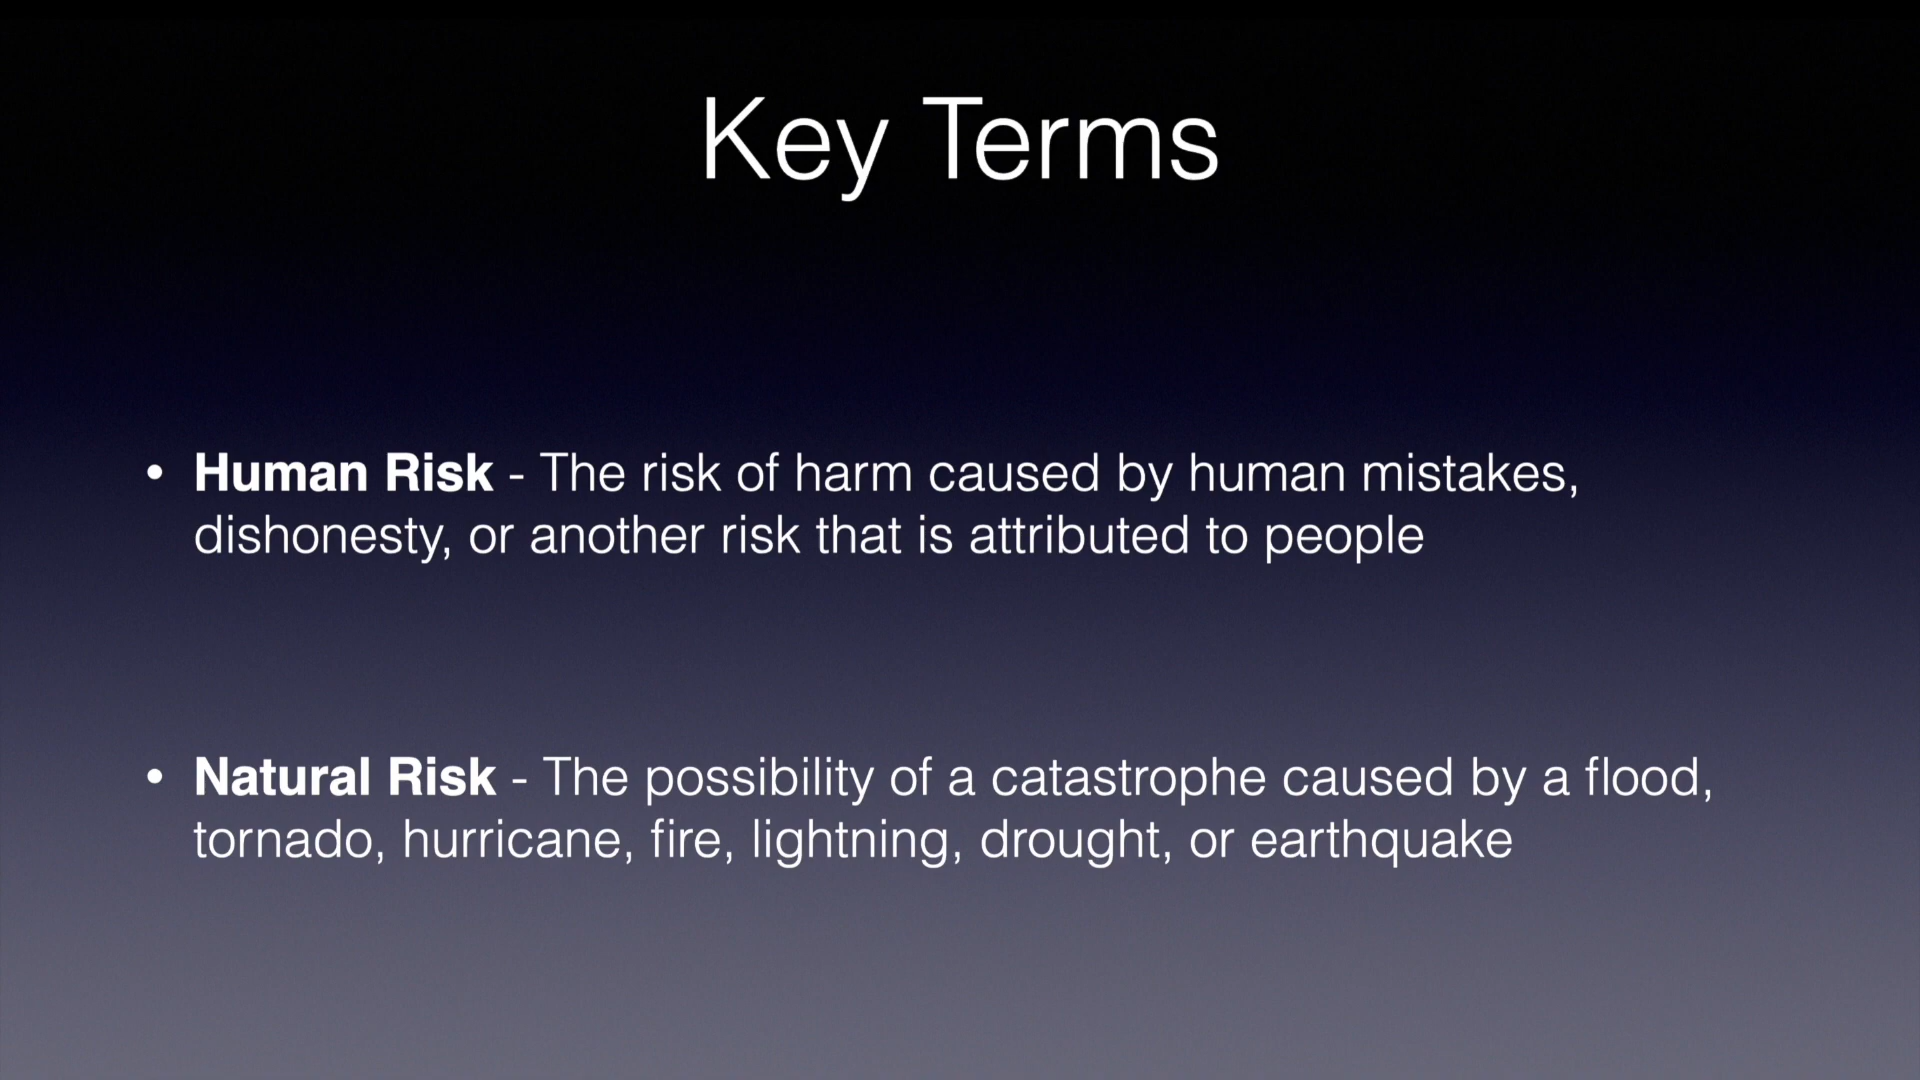 Key Terms
• Human Risk - The risk of harm caused by human mistakes,
dishonesty, or another risk that is attributed to people
• Natural Risk - The possibility of a catastrophe caused by a flood,
tornado, hurricane, fire, lightning, drought, or earthquake